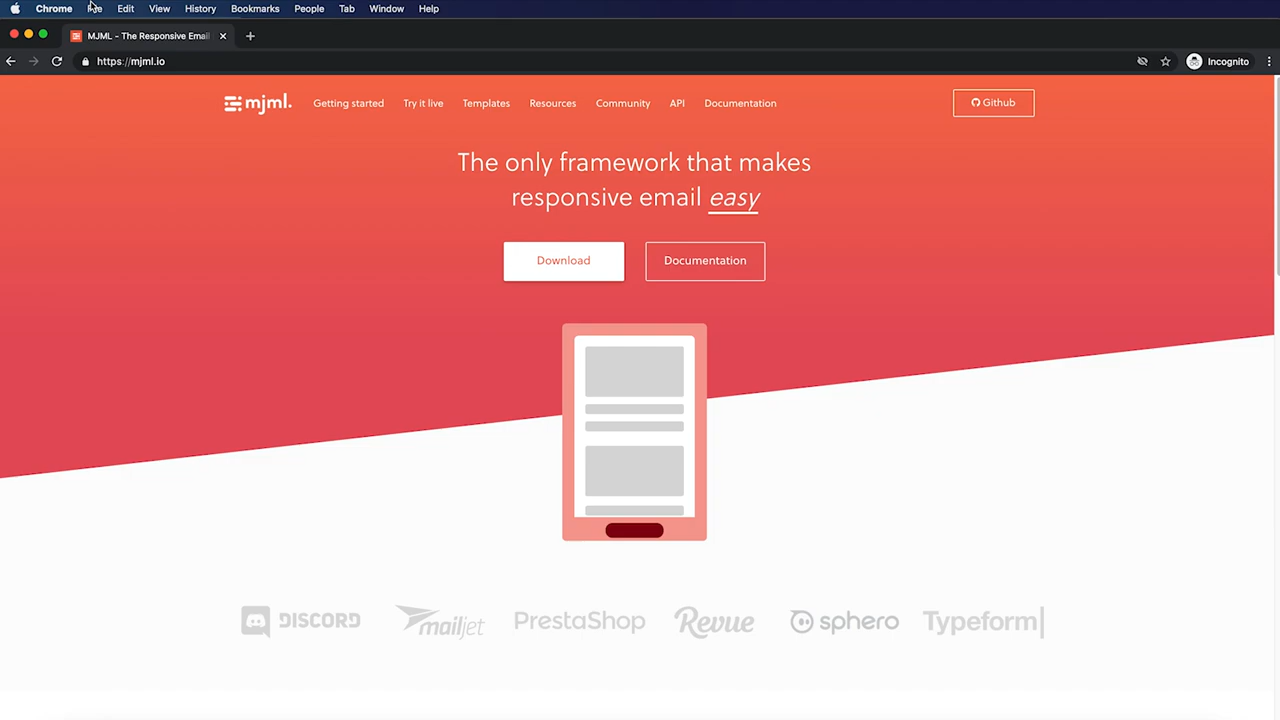 Chrome Edit View History Bookmarks People Tab Window Help
MJML - The Responsive Email
https://mjml.io
Incognito
mjml. Getting started Try it live Templates Resources Community API Documentation Github
The only framework that makes
responsive email easy
Download Documentation
DISCORD mailjet PrestaShop Revue sphero Typeform